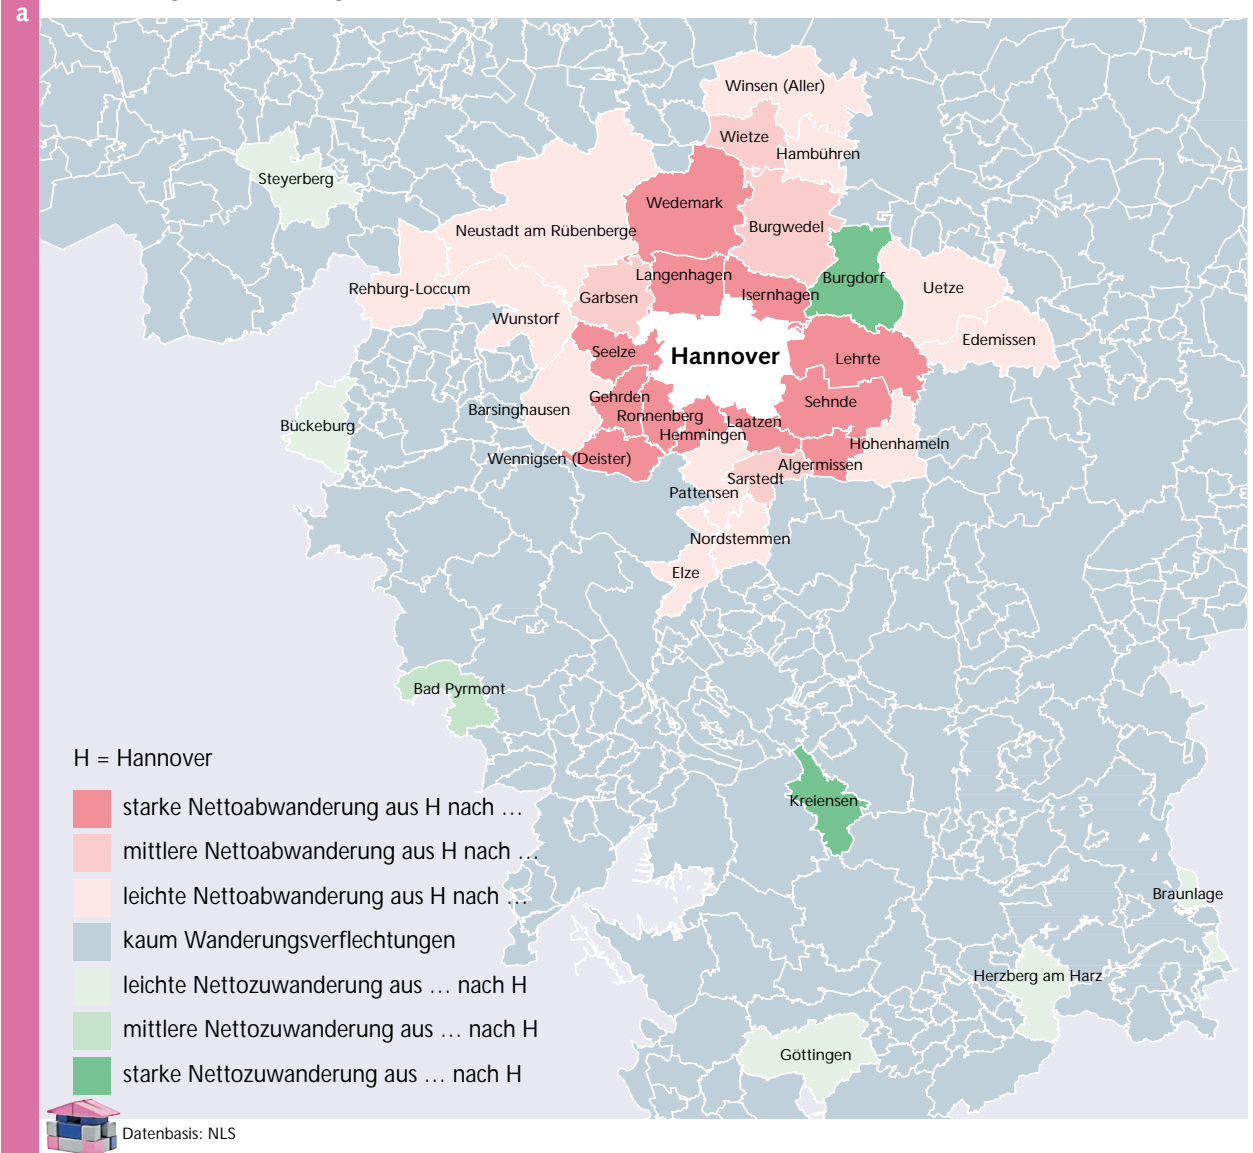 a
Winsen (Aller)
Wietze
Hambühren
Steyerberg
Wedemark
Neustadt am Rübenberge
Burgwedel
Langenhagen
Burgdorf
Rehburg-Loccum
Garbsen
Isernhagen
Uetze
Wunstorf
Edemissen
Seelze
Hannover
Lehrte
Gehrden
Sehnde
Barsinghausen
Ronnenberg
Laatzen
Bückeburg
Hemmingen
Hohenhameln
Wennigsen (Deister)
Algermissen
Sarstedt
Pattensen
Nordstemmen
Elze
Bad Pyrmont
Kreiensen
Braunlage
Herzberg am Harz
Göttingen
H = Hannover
starke Nettoabwanderung aus H nach …
mittlere Nettoabwanderung aus H nach …
leichte Nettoabwanderung aus H nach …
kaum Wanderungsverflechtungen
leichte Nettozuwanderung aus … nach H
mittlere Nettozuwanderung aus … nach H
starke Nettozuwanderung aus … nach H
Datenbasis: NLS